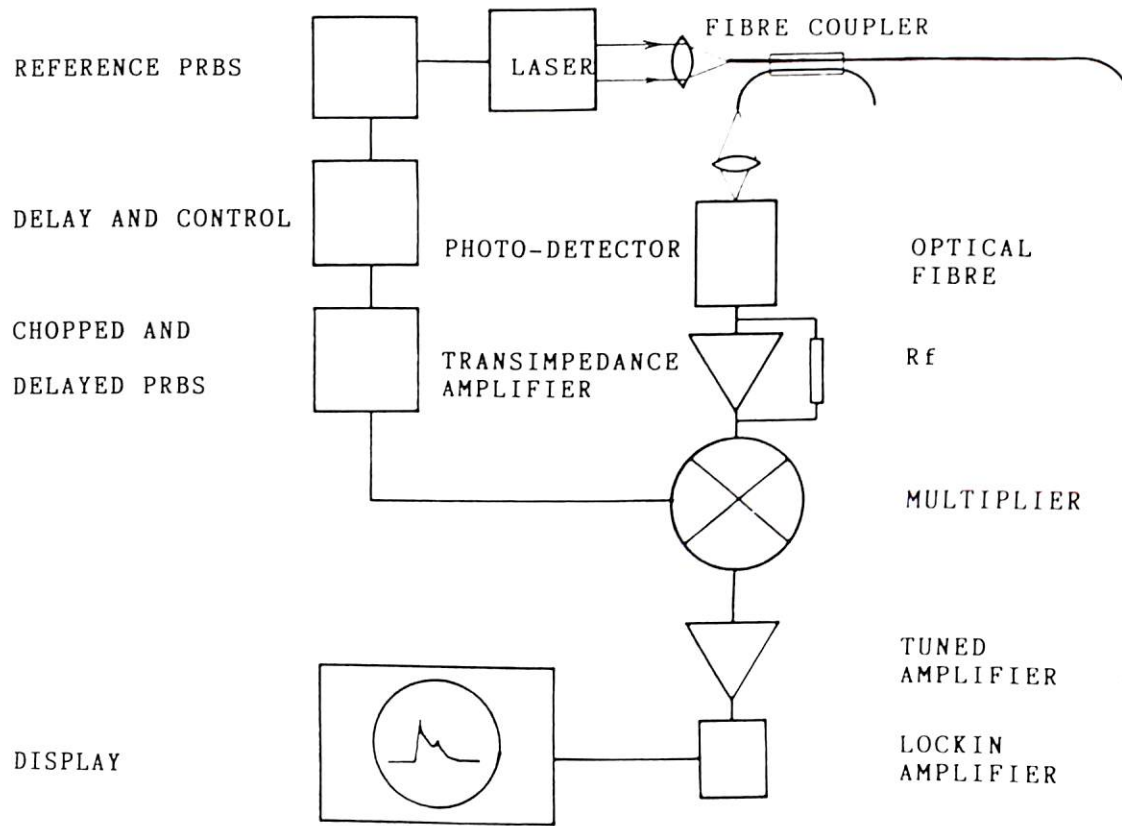 FIBRE COUPLER
REFERENCE PRBS
LASER
DELAY AND CONTROL
PHOTO-DETECTOR
OPTICAL
FIBRE
CHOPPED AND
DELAYED PRBS
TRANSIMPEDANCE
AMPLIFIER
Rf
MULTIPLIER
TUNED
AMPLIFIER
DISPLAY
LOCKIN
AMPLIFIER